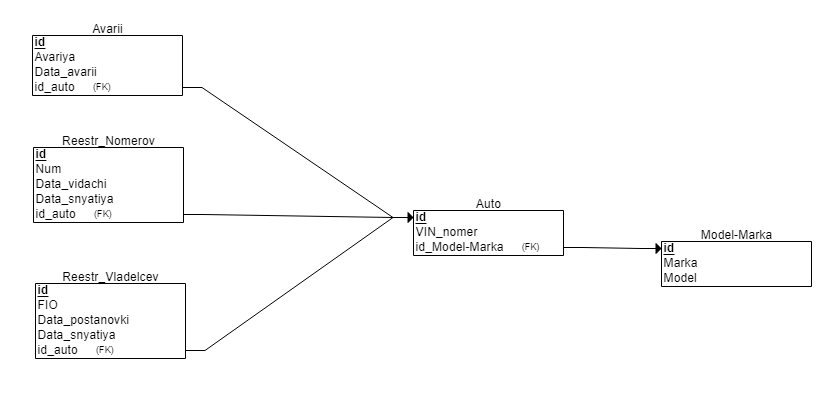 Avarii
id
Avariya
Data_avarii
id_auto (FK)
Reestr_Nomerov
id
Num
Data_vidachi
Data_snyatiya
id_auto (FK)
Reestr_Vladelcev
id
FIO
Data_postanovki
Data_snyatiya
id_auto (FK)
Auto
id
VIN_nomer
id_Model-Marka (FK)
Model-Marka
id
Marka
Model